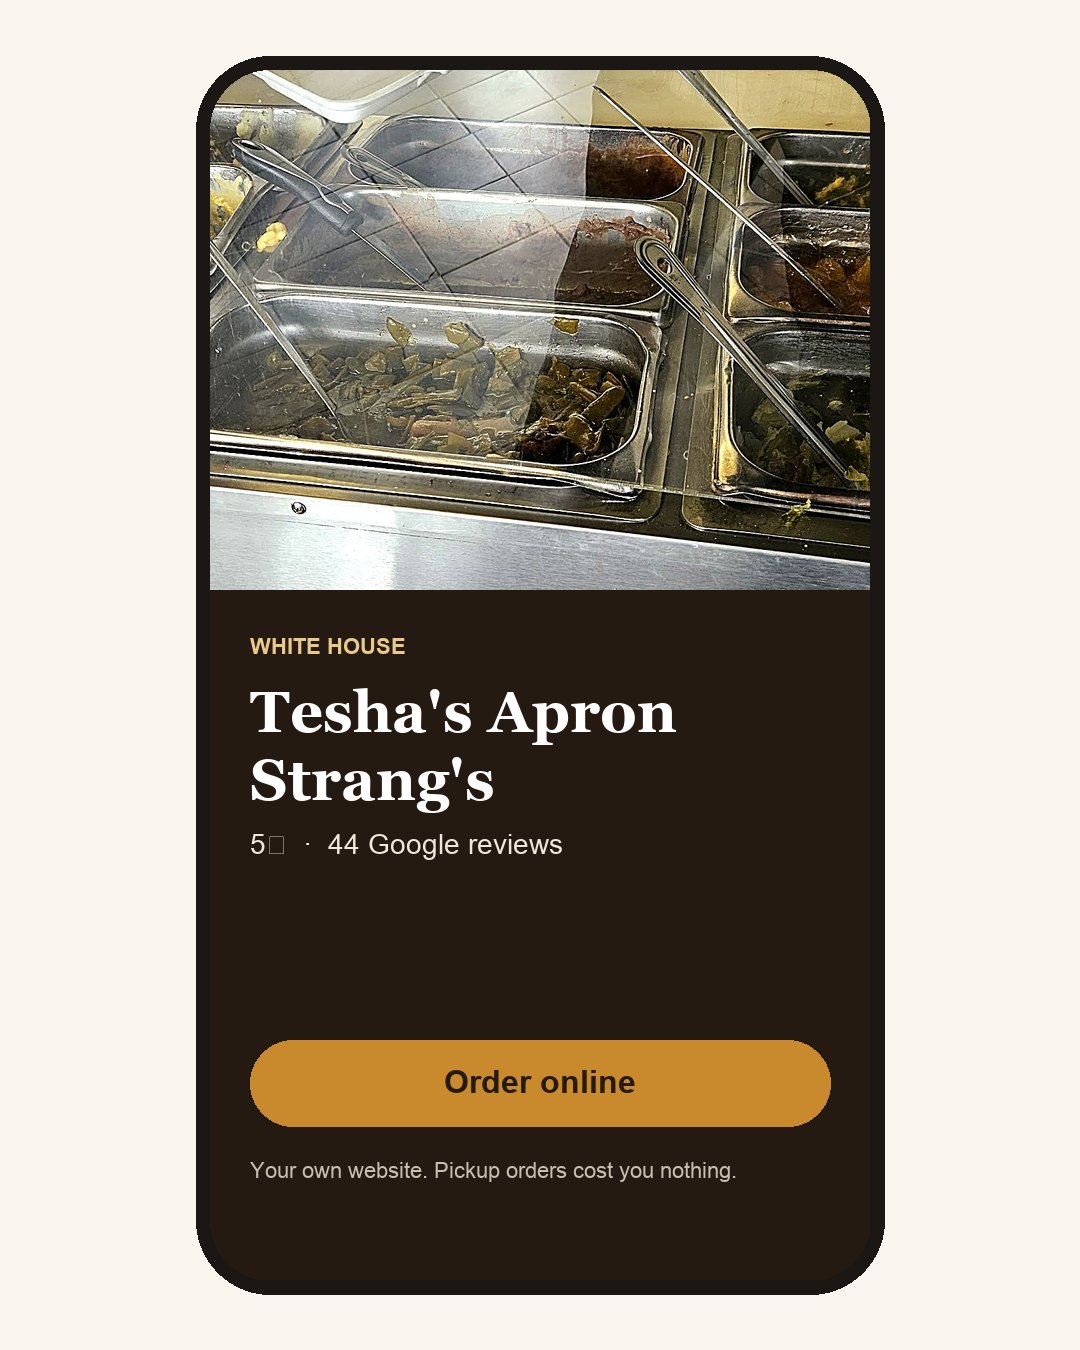 WHITE HOUSE
Tesha's Apron
Strang's
5□ · 44 Google reviews
Order online
Your own website. Pickup orders cost you nothing.